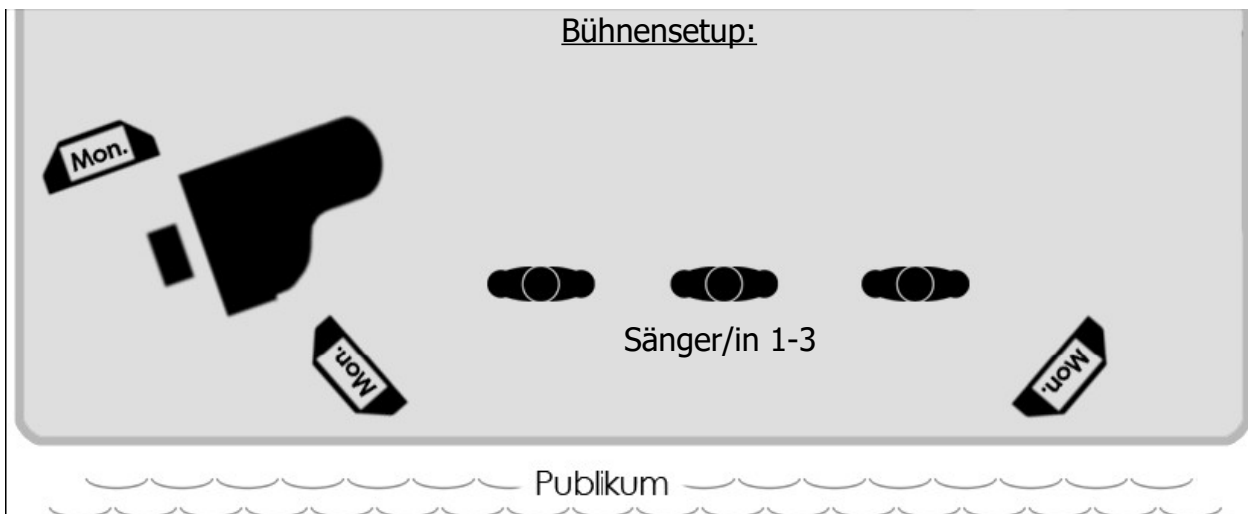 Bühnensetup:
Mon.
Sänger/in 1-3
Mon.
Mon.
Publikum